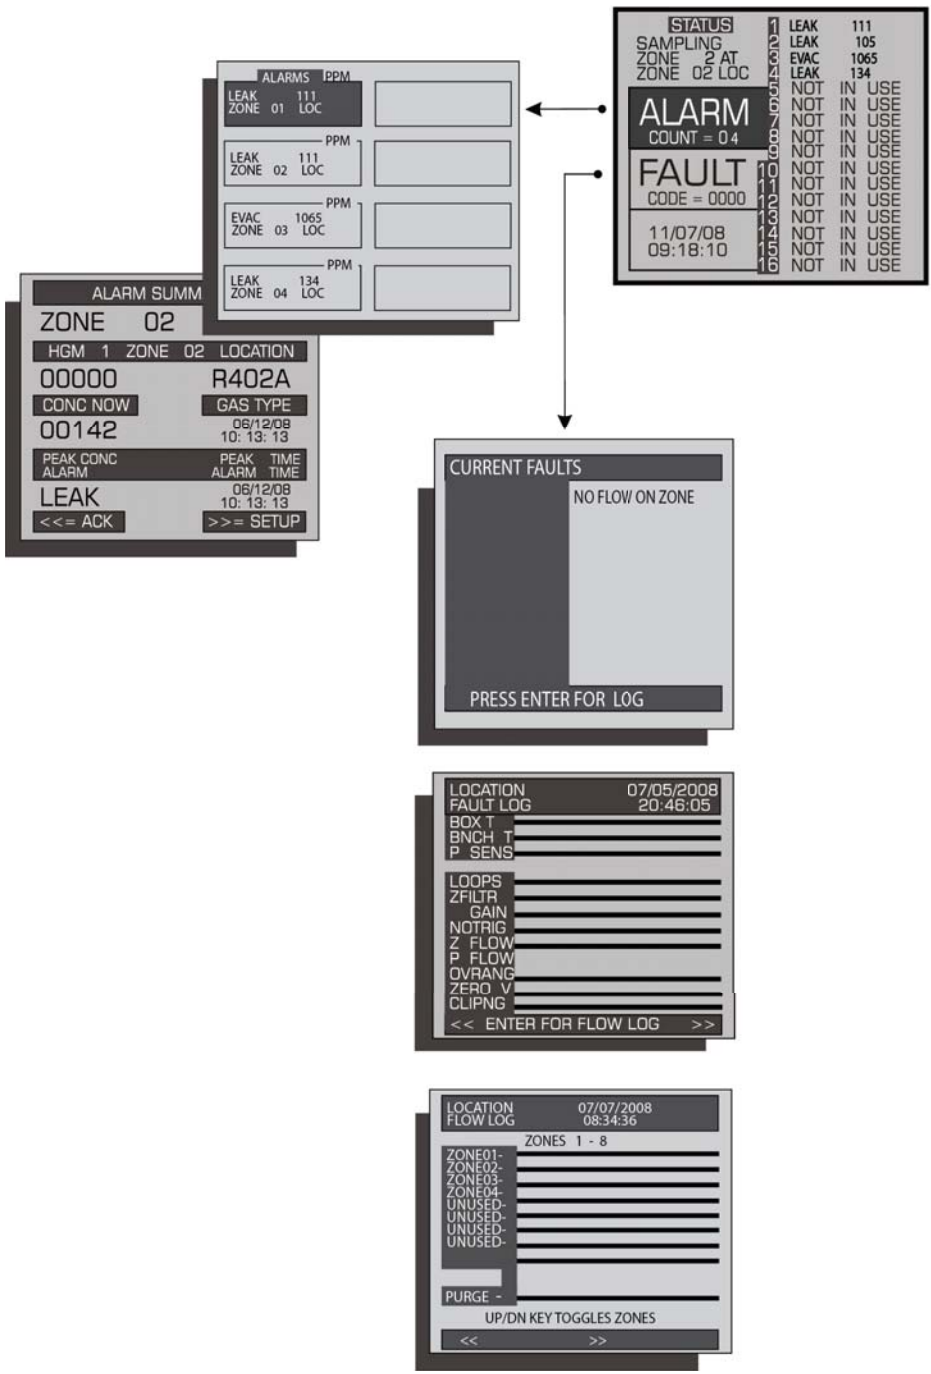 STATUS
SAMPLING
ZONE 2 AT
ZONE 02 LOC
ALARM
COUNT = 04
FAULT
CODE = 0000
11/07/08
09:18:10
1 LEAK 111
2 LEAK 105
3 EVAC 1065
4 LEAK 134
5 NOT IN USE
6 NOT IN USE
7 NOT IN USE
8 NOT IN USE
9 NOT IN USE
10 NOT IN USE
11 NOT IN USE
12 NOT IN USE
13 NOT IN USE
14 NOT IN USE
15 NOT IN USE
16 NOT IN USE
ALARMS PPM
LEAK 111
ZONE 01 LOC
PPM
LEAK 111
ZONE 02 LOC
PPM
EVAC 1065
ZONE 03 LOC
PPM
LEAK 134
ZONE 04 LOC
ALARM SUMM
ZONE 02
HGM 1 ZONE 02 LOCATION
00000 R402A
CONC NOW GAS TYPE
00142 06/12/08
10: 13: 13
PEAK CONC PEAK TIME
ALARM ALARM TIME
LEAK 06/12/08
10: 13: 13
<<= ACK >>= SETUP
CURRENT FAULTS
NO FLOW ON ZONE
PRESS ENTER FOR LOG
LOCATION 07/05/2008
FAULT LOG 20:46:05
BOX T
BNCH T
P SENS
LOOPS
ZFILTR
GAIN
NOTRIG
Z FLOW
P FLOW
OVRANG
ZERO V
CLIPNG
<< ENTER FOR FLOW LOG >>
LOCATION 07/07/2008
FLOW LOG 08:34:36
ZONES 1 - 8
ZONE01-
ZONE02-
ZONE03-
ZONE04-
UNUSED-
UNUSED-
UNUSED-
UNUSED-
PURGE -
UP/DN KEY TOGGLES ZONES
<< >>